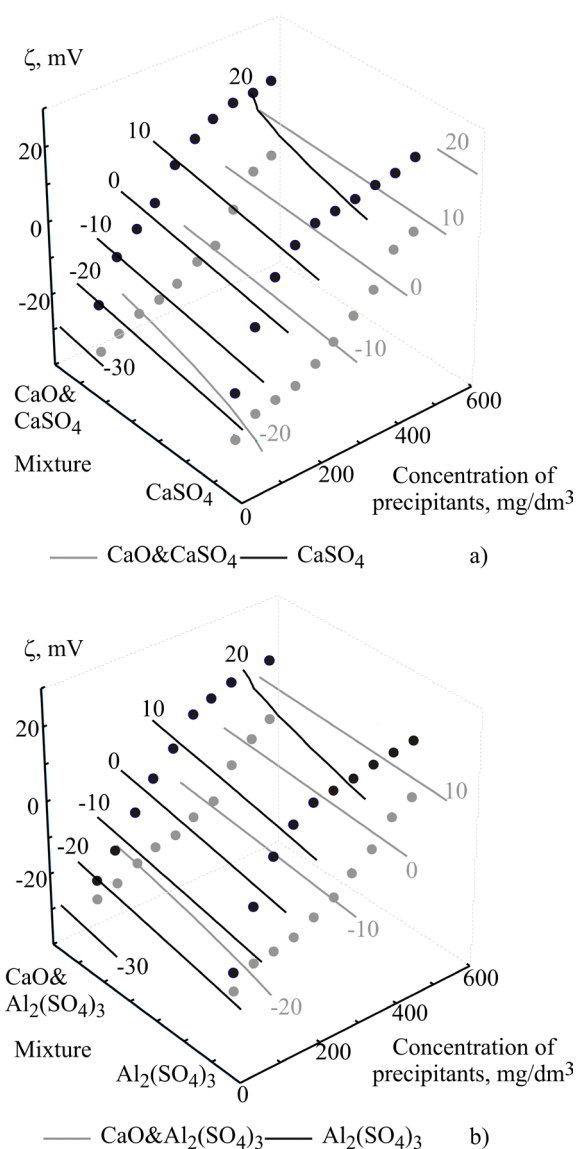 ζ, mV
20
10
0
-10
-20
-30
20
0
-20
20
10
0
-10
-20
CaO&
CaSO₄
Mixture
CaSO₄
0
200
400
600
Concentration of
precipitants, mg/dm³
CaO&CaSO₄ CaSO₄ a)
ζ, mV
20
10
0
-10
-20
-30
20
0
-20
10
0
-10
-20
CaO&
Al₂(SO₄)₃
Mixture
Al₂(SO₄)₃
0
200
400
600
Concentration of
precipitants, mg/dm³
CaO&Al₂(SO₄)₃ Al₂(SO₄)₃ b)